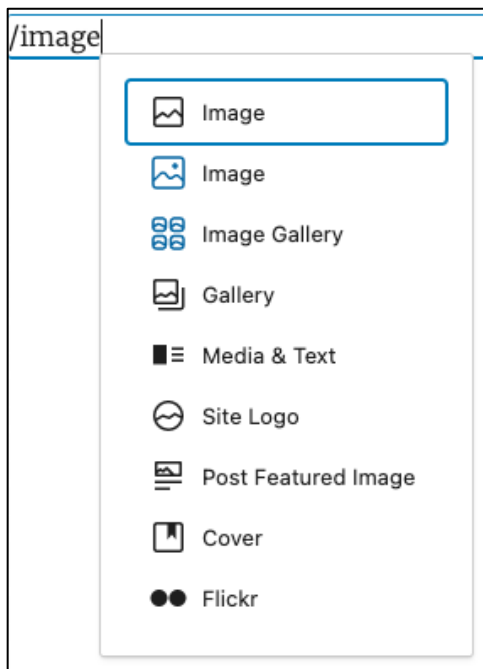 /image
Image
Image
Image Gallery
Gallery
Media & Text
Site Logo
Post Featured Image
Cover
Flickr